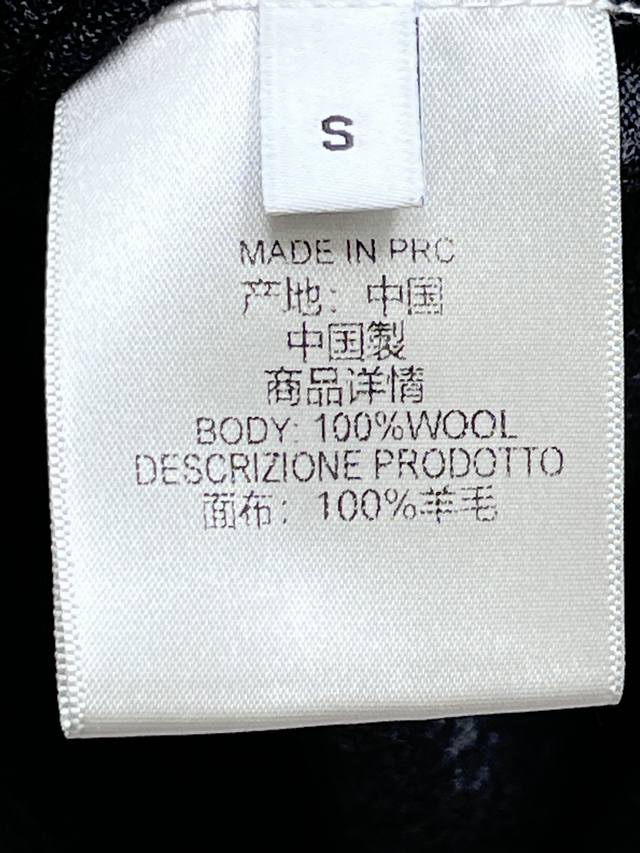 S
MADE IN PRC
产地：中国
中国製
商品详情
BODY: 100%WOOL
DESCRIZIONE PRODOTTO
面布：100%羊毛